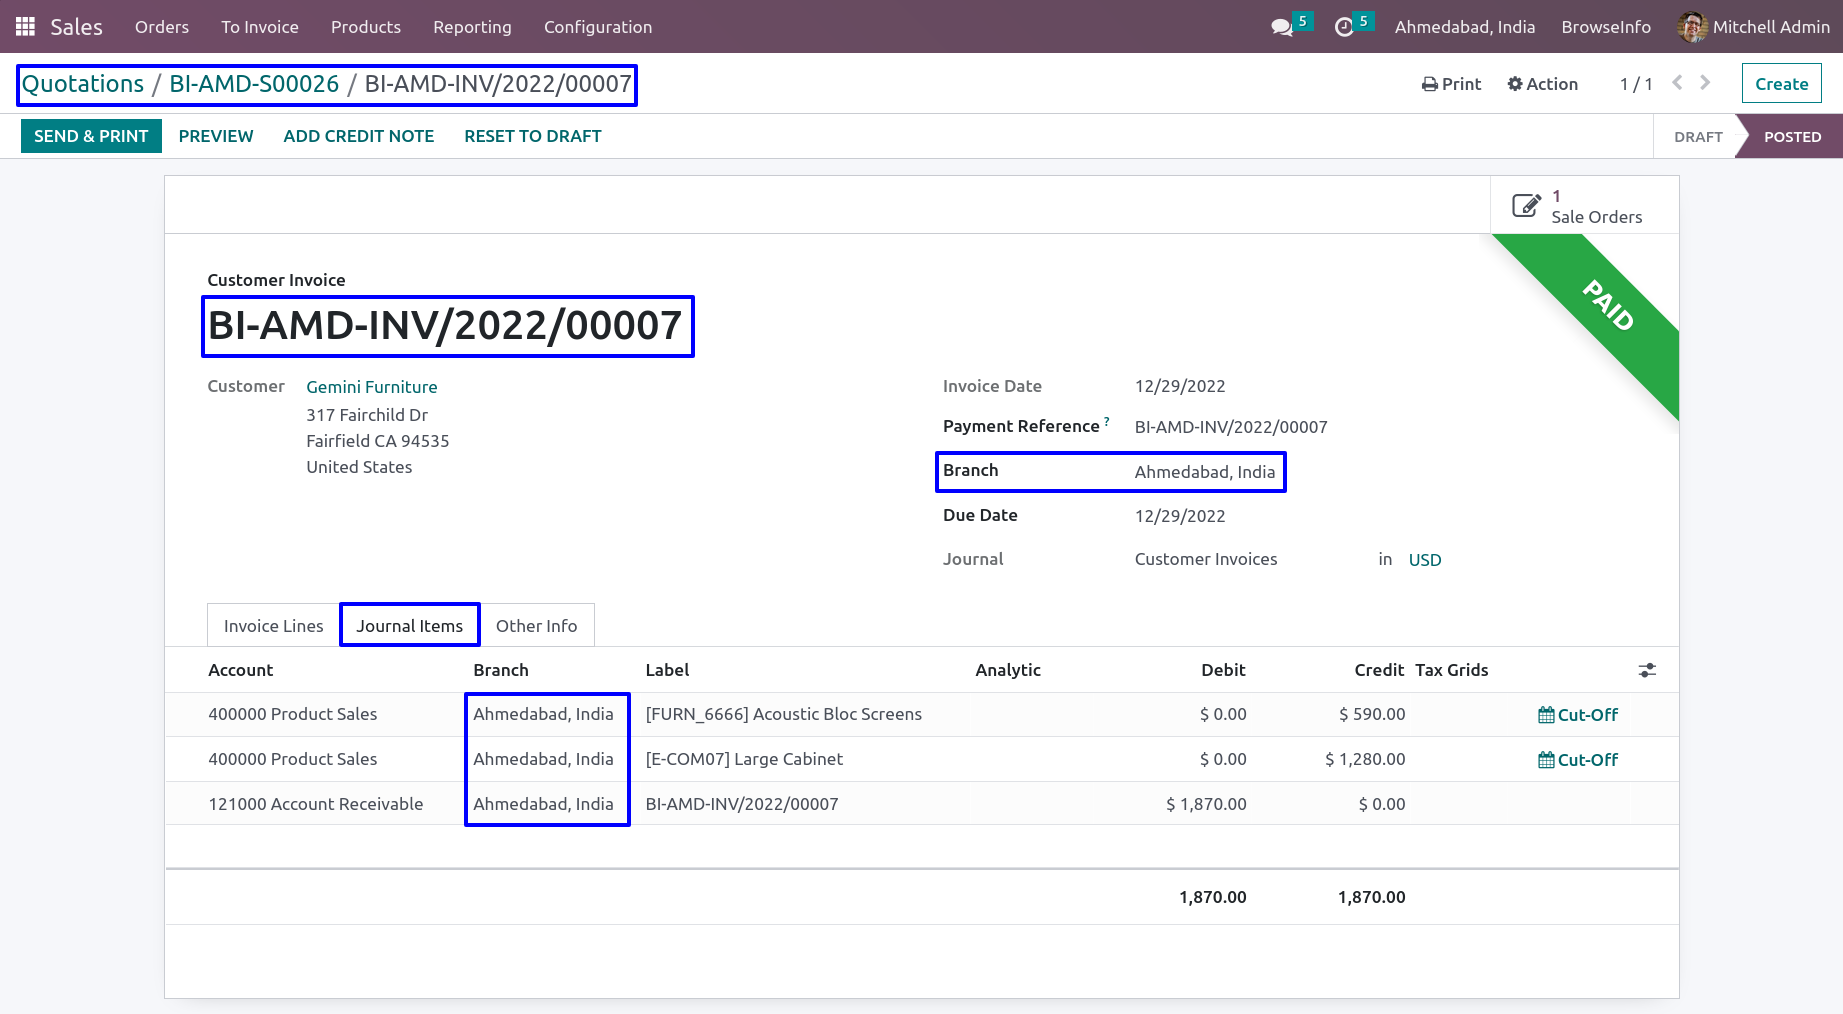 Sales Orders To Invoice Products Reporting Configuration 5 5 Ahmedabad, India BrowseInfo Mitchell Admin
Quotations / BI-AMD-S00026 / BI-AMD-INV/2022/00007 Print Action 1 / 1 Create
SEND & PRINT PREVIEW ADD CREDIT NOTE RESET TO DRAFT DRAFT POSTED
1
Sale Orders
PAID
Customer Invoice
BI-AMD-INV/2022/00007
Customer Gemini Furniture
317 Fairchild Dr
Fairfield CA 94535
United States
Invoice Date 12/29/2022
Payment Reference ? BI-AMD-INV/2022/00007
Branch Ahmedabad, India
Due Date 12/29/2022
Journal Customer Invoices in USD
Invoice Lines Journal Items Other Info
Account Branch Label Analytic Debit Credit Tax Grids
400000 Product Sales Ahmedabad, India [FURN_6666] Acoustic Bloc Screens $ 0.00 $ 590.00 Cut-Off
400000 Product Sales Ahmedabad, India [E-COM07] Large Cabinet $ 0.00 $ 1,280.00 Cut-Off
121000 Account Receivable Ahmedabad, India BI-AMD-INV/2022/00007 $ 1,870.00 $ 0.00
1,870.00 1,870.00